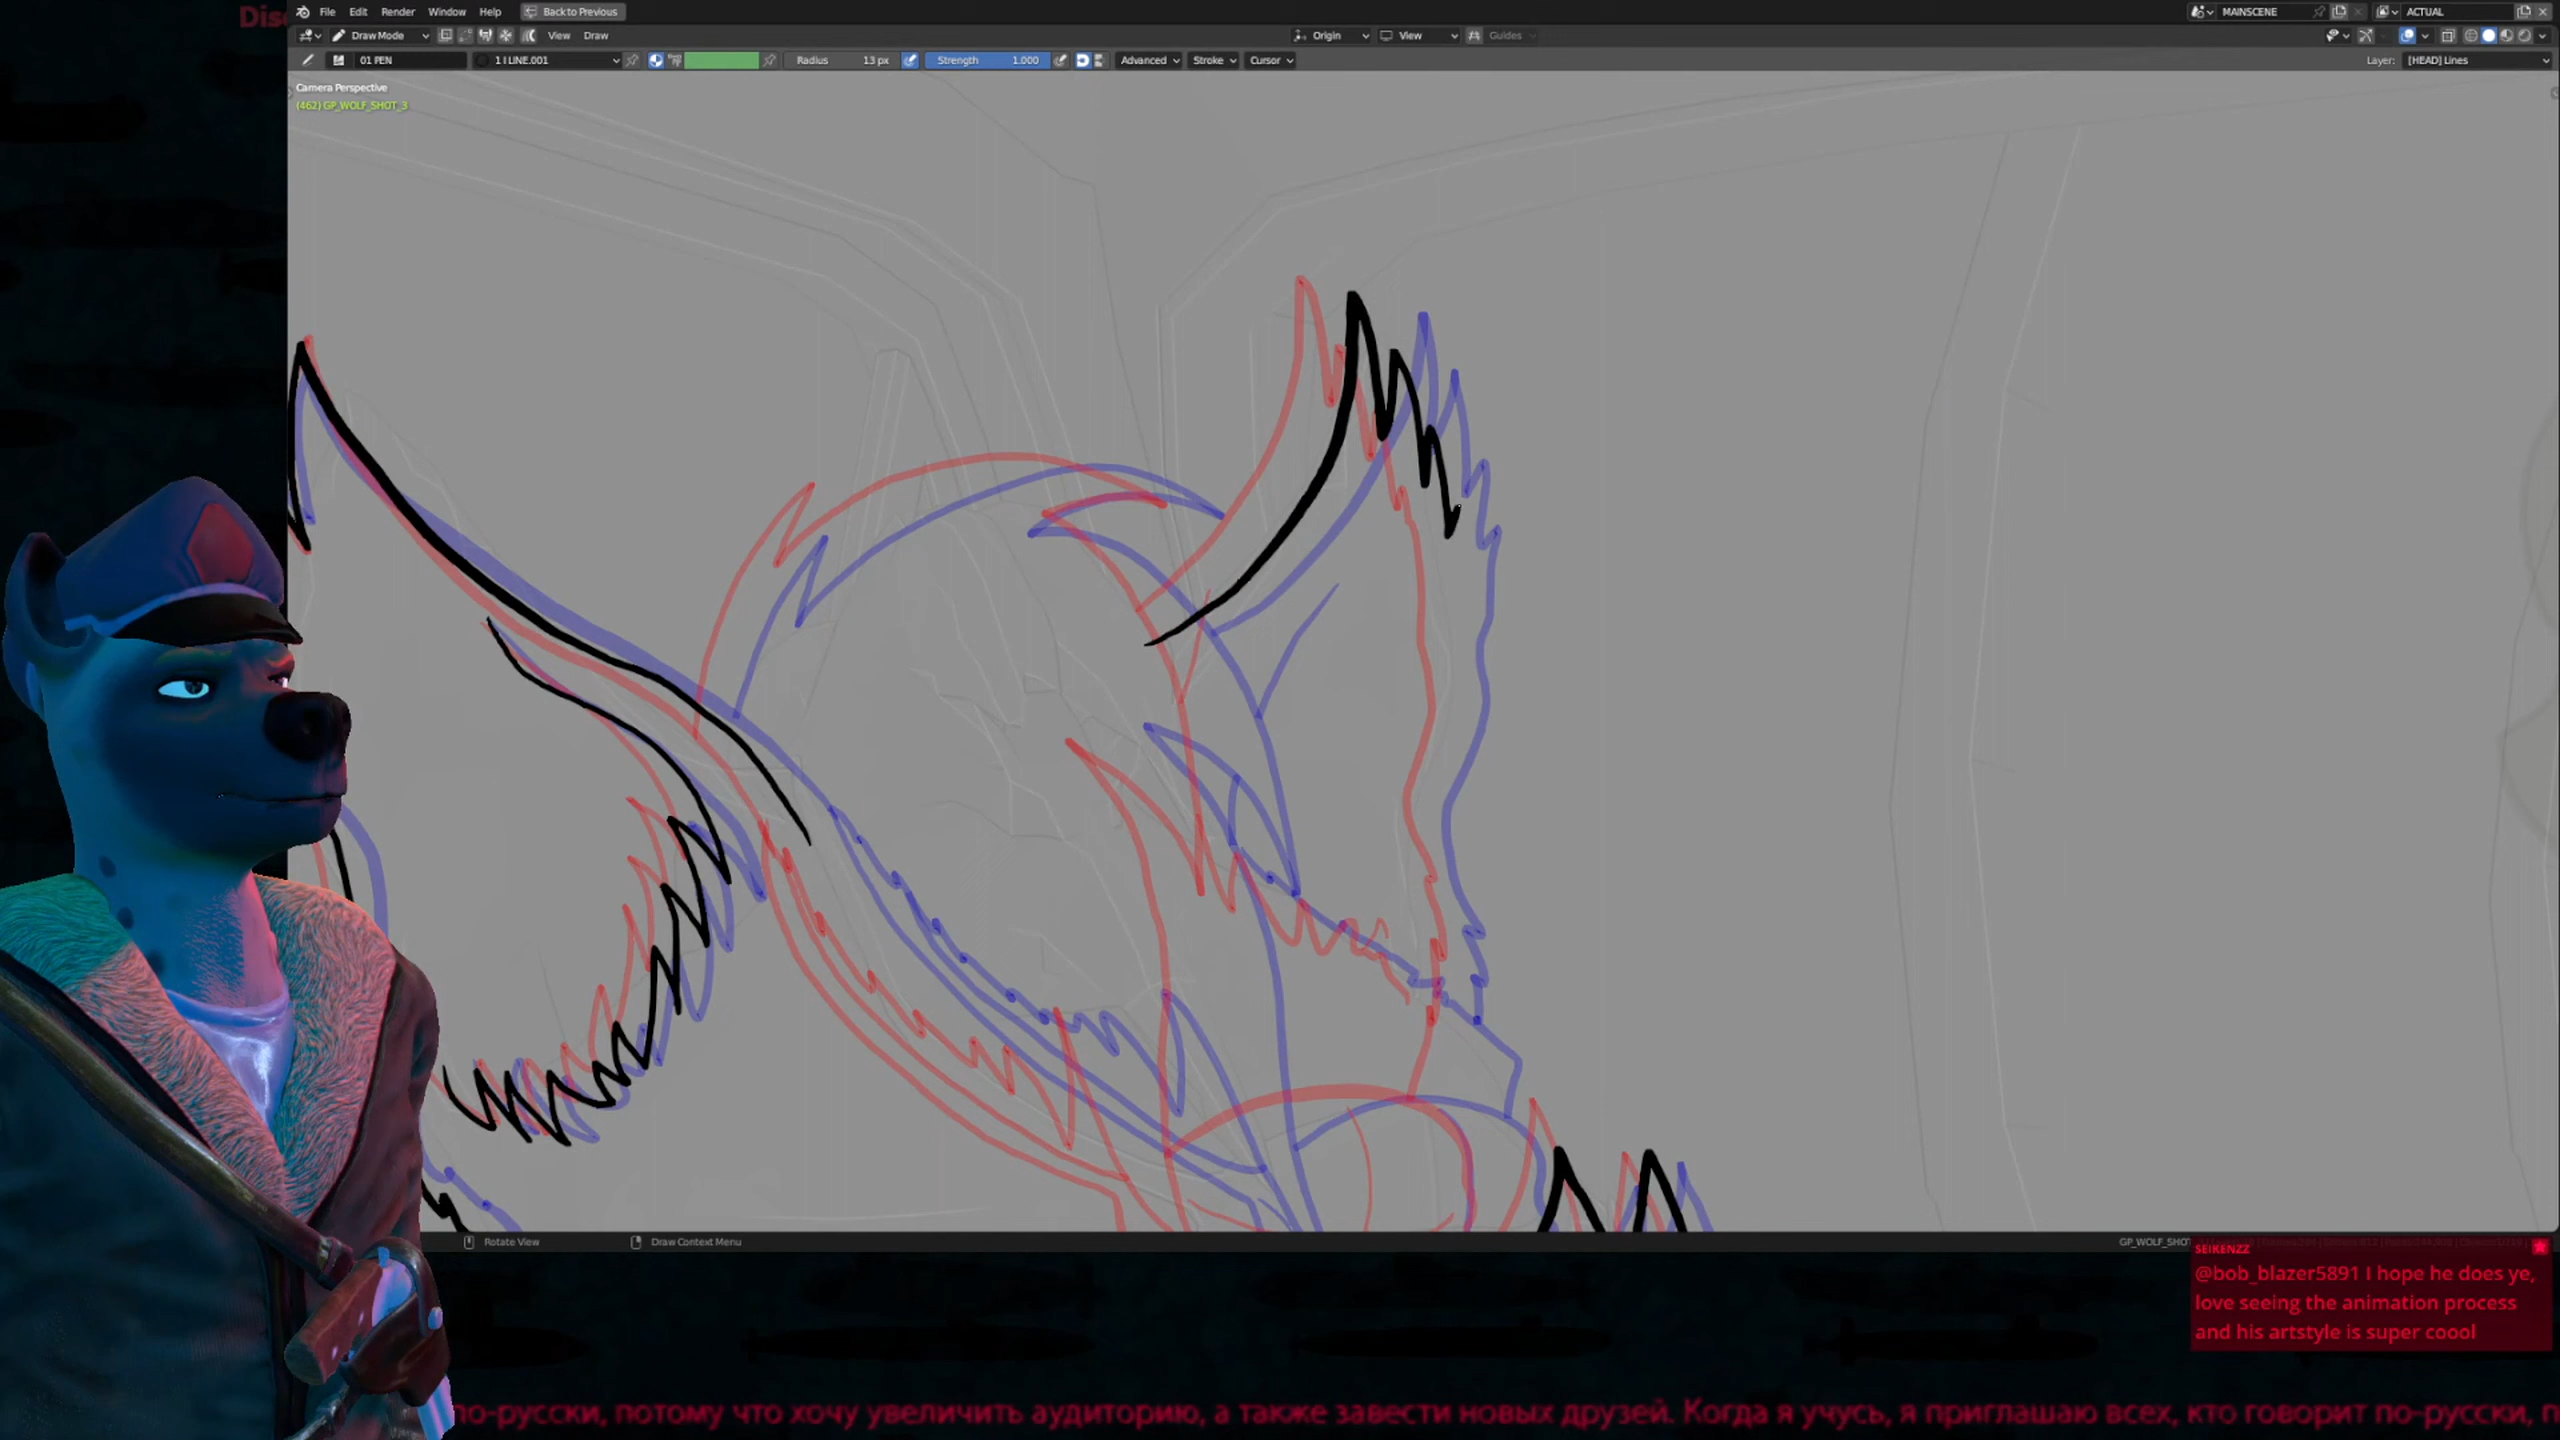 Disc
File Edit Render Window Help Back to Previous MAINSCENE ACTUAL
Draw Mode View Draw Origin View Guides
01 PEN 1 I LINE.001 Radius 13 px Strength 1.000 Advanced Stroke Cursor Layer: [HEAD] Lines
Camera Perspective
(462) GP_WOLF_SHOT_3
Rotate View Draw Context Menu GP_WOLF_SHO
SEIKENZZ
@bob_blazer5891 I hope he does ye,
love seeing the animation process
and his artstyle is super coool
по-русски, потому что хочу увеличить аудиторию, а также завести новых друзей. Когда я учусь, я приглашаю всех, кто говорит по-русски, п